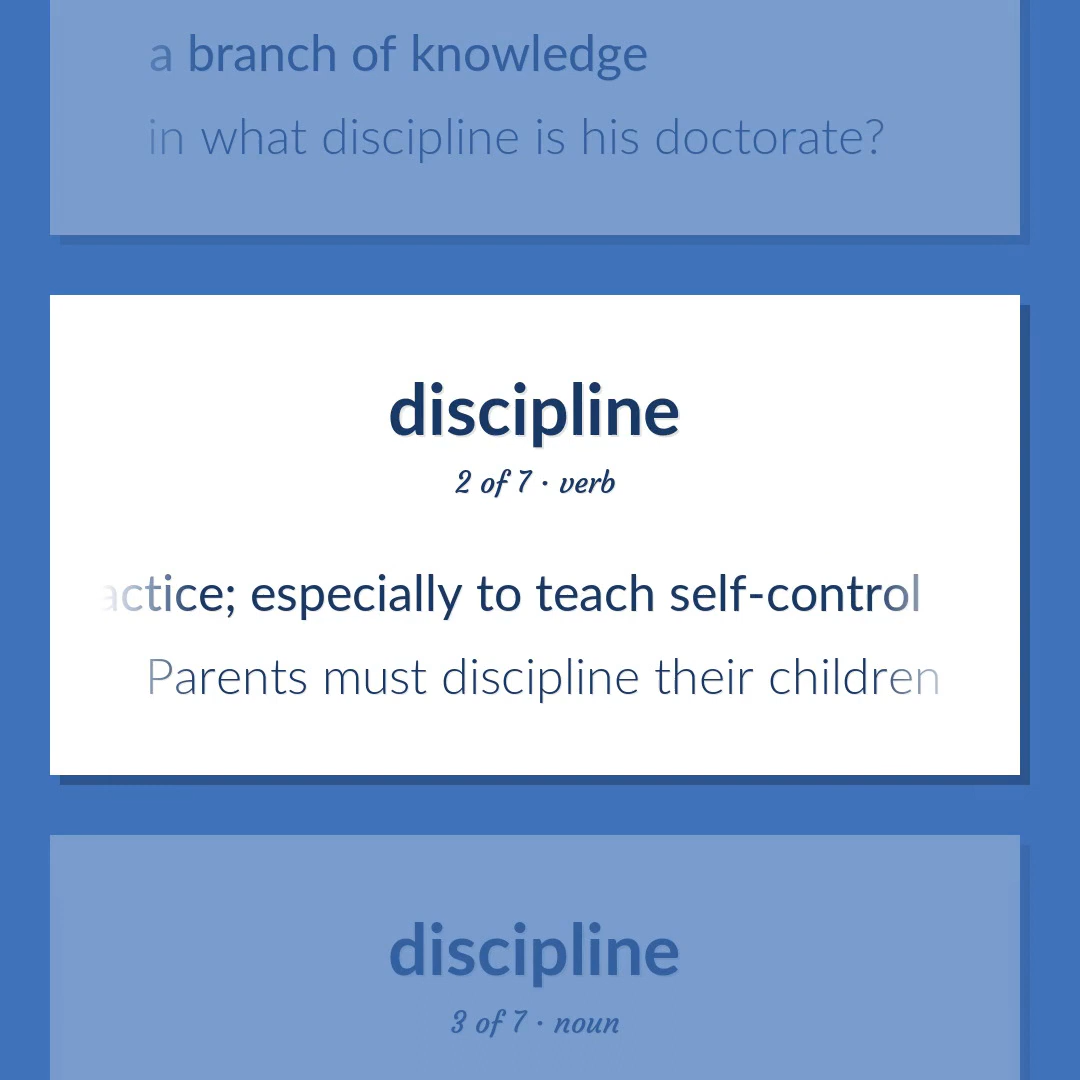 a branch of knowledge
in what discipline is his doctorate?
discipline
2 of 7 · verb
actice; especially to teach self-control
Parents must discipline their children
discipline
3 of 7 · noun